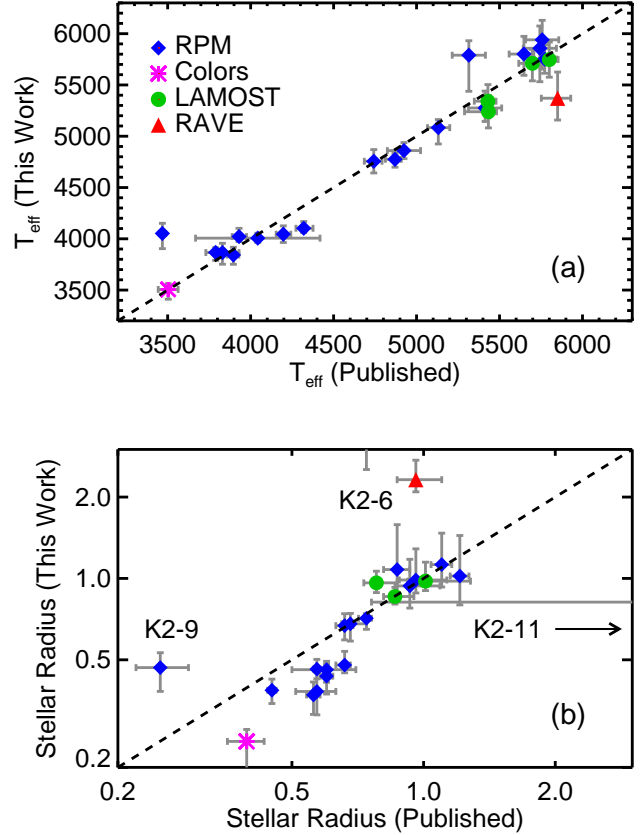 6000
5500
5000
4500
4000
3500
T_eff (This Work)
RPM
Colors
LAMOST
RAVE
(a)
3500 4000 4500 5000 5500 6000
T_eff (Published)
2.0
1.0
0.5
0.2
Stellar Radius (This Work)
K2-6
K2-9
K2-11
(b)
0.2 0.5 1.0 2.0
Stellar Radius (Published)